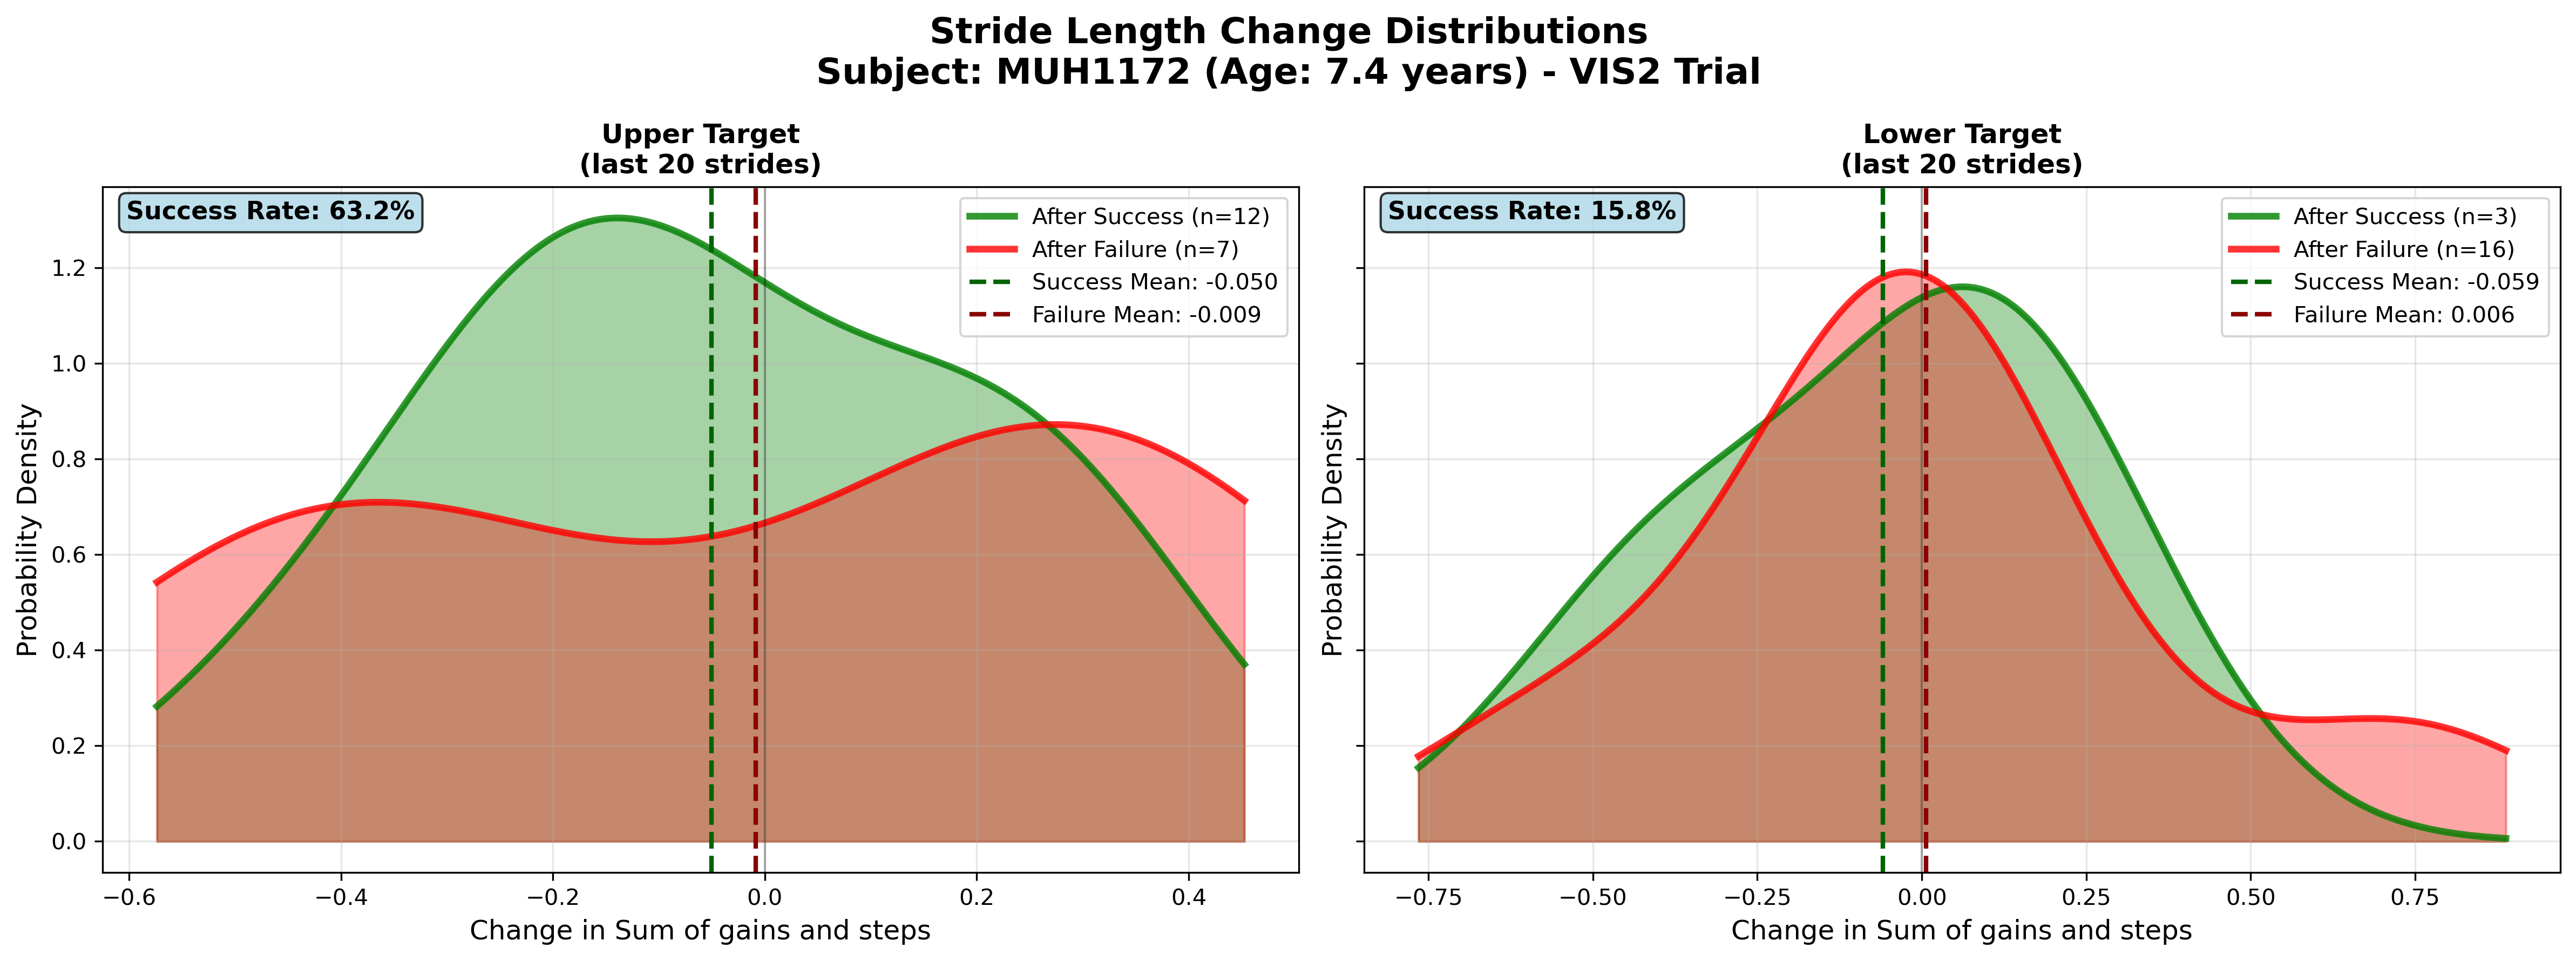 Stride Length Change Distributions
Subject: MUH1172 (Age: 7.4 years) - VIS2 Trial
Upper Target
(last 20 strides)
Success Rate: 63.2%
After Success (n=12)
After Failure (n=7)
Success Mean: -0.050
Failure Mean: -0.009
Probability Density
1.2
1.0
0.8
0.6
0.4
0.2
0.0
−0.6
−0.4
−0.2
0.0
0.2
0.4
Change in Sum of gains and steps
Lower Target
(last 20 strides)
Success Rate: 15.8%
After Success (n=3)
After Failure (n=16)
Success Mean: -0.059
Failure Mean: 0.006
Probability Density
−0.75
−0.50
−0.25
0.00
0.25
0.50
0.75
Change in Sum of gains and steps